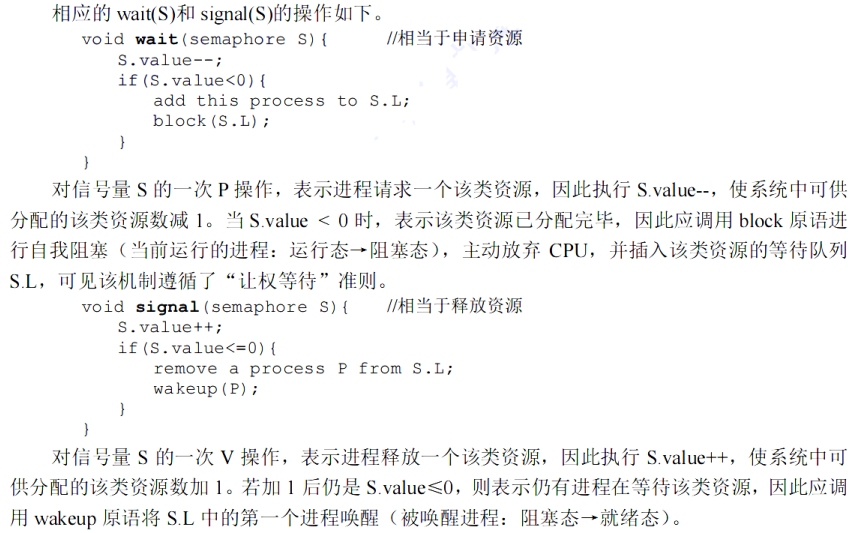 相应的 wait(S)和 signal(S)的操作如下。
void wait(semaphore S){ //相当于申请资源
S.value--;
if(S.value<0){
add this process to S.L;
block(S.L);
}
}
对信号量 S 的一次 P 操作，表示进程请求一个该类资源，因此执行 S.value--，使系统中可供
分配的该类资源数减 1。当 S.value < 0 时，表示该类资源已分配完毕，因此应调用 block 原语进
行自我阻塞（当前运行的进程：运行态→阻塞态），主动放弃 CPU，并插入该类资源的等待队列
S.L，可见该机制遵循了“让权等待”准则。
void signal(semaphore S){ //相当于释放资源
S.value++;
if(S.value<=0){
remove a process P from S.L;
wakeup(P);
}
}
对信号量 S 的一次 V 操作，表示进程释放一个该类资源，因此执行 S.value++，使系统中可
供分配的该类资源数加 1。若加 1 后仍是 S.value≤0，则表示仍有进程在等待该类资源，因此应调
用 wakeup 原语将 S.L 中的第一个进程唤醒（被唤醒进程：阻塞态→就绪态）。